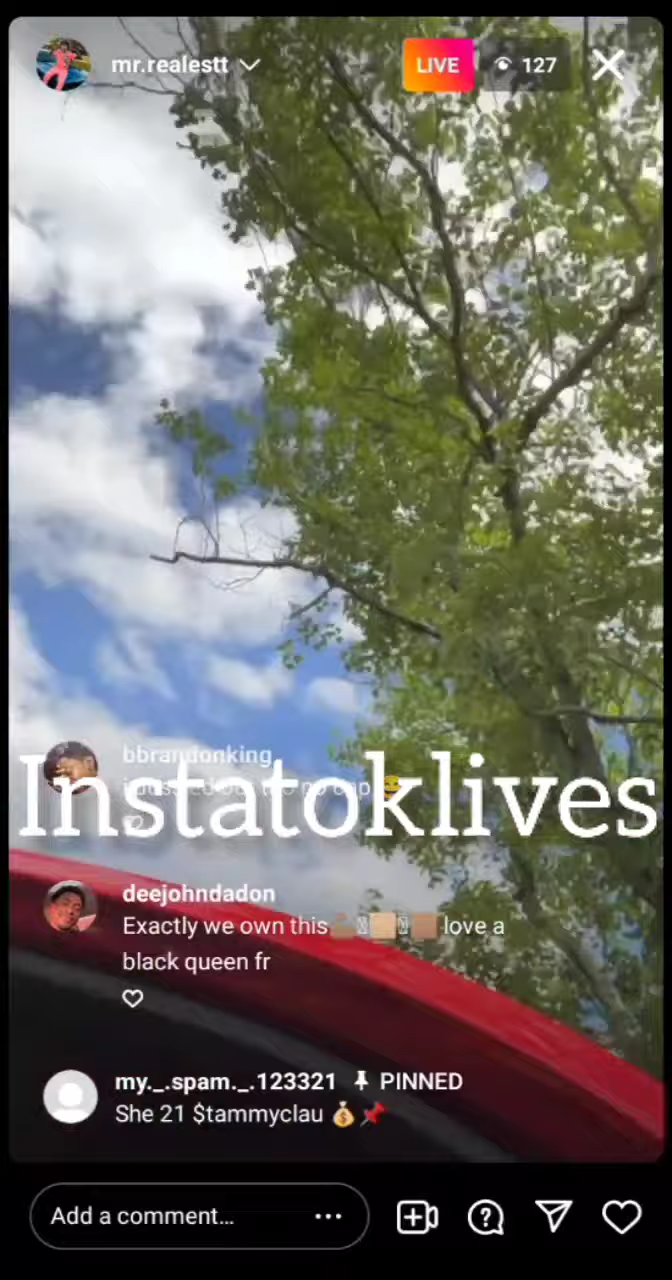 mr.realestt
LIVE
127
bbrandonking
Instatoklives
deejohndadon
Exactly we own this love a
black queen fr
my._.spam._.123321 📌 PINNED
She 21 $tammyclau 💰📌
Add a comment...